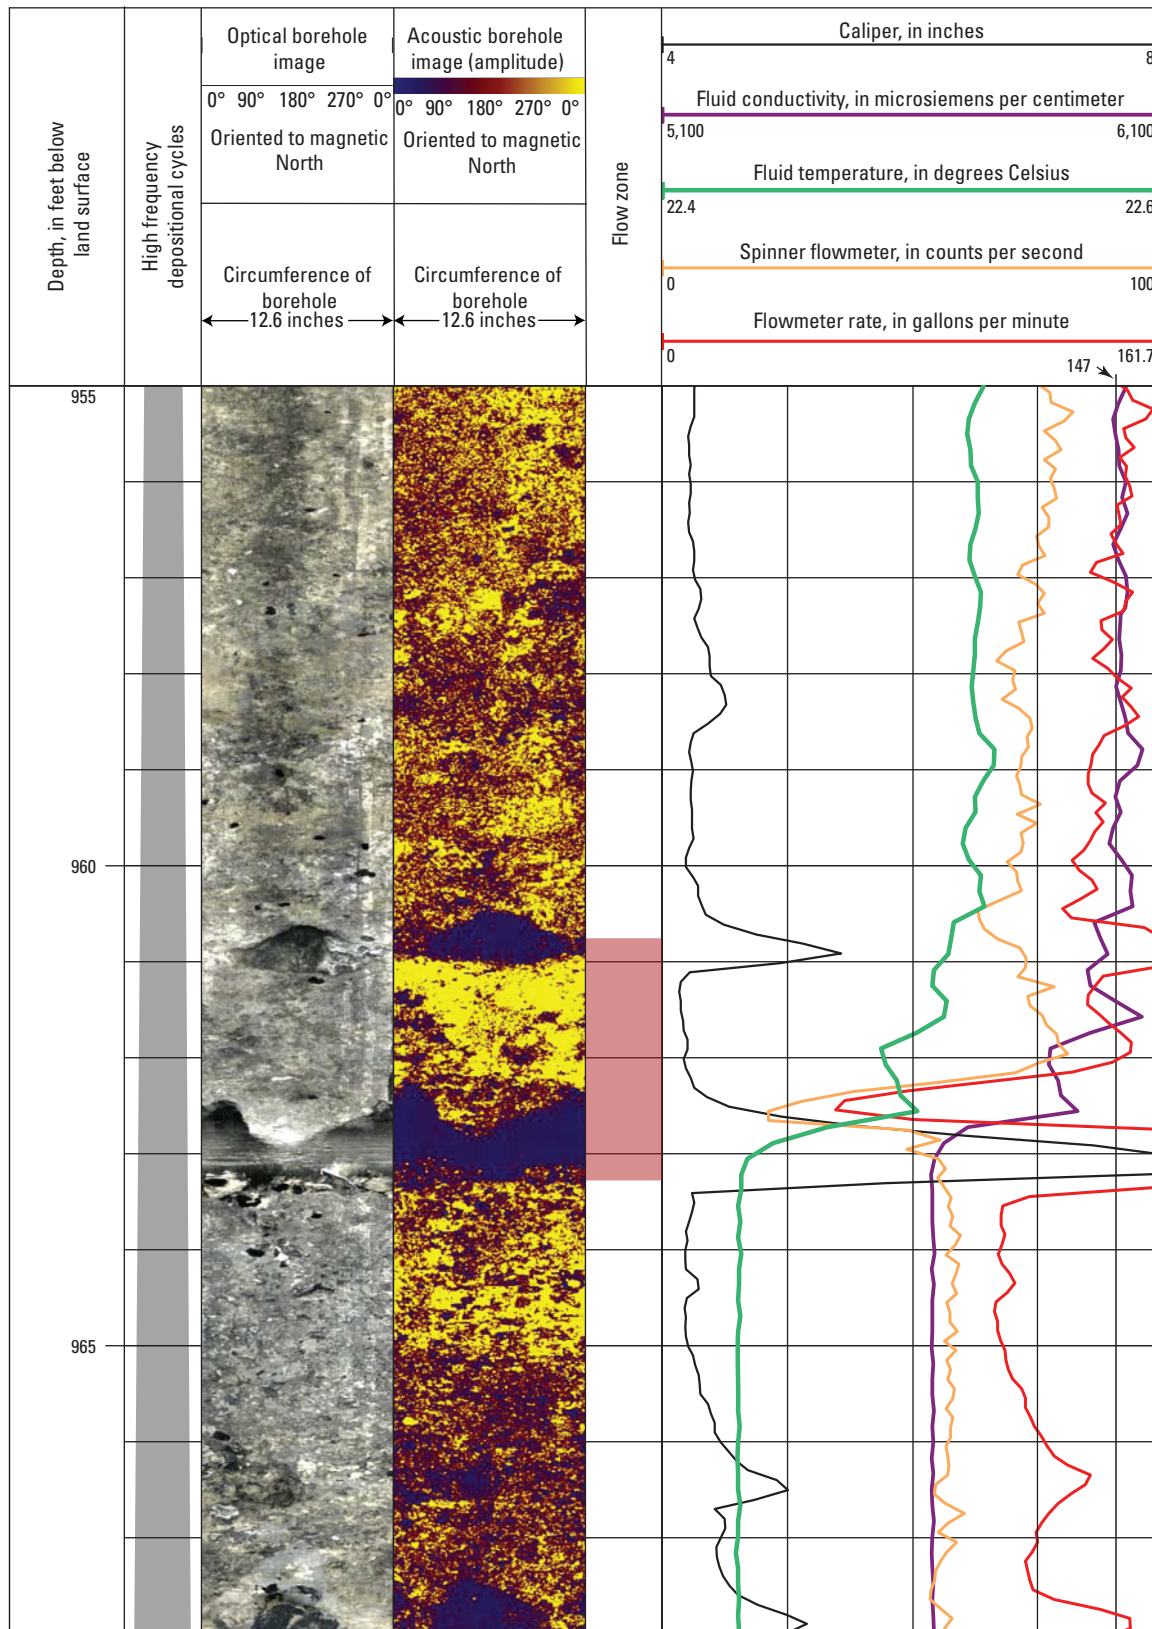 Depth, in feet below
land surface
High frequency
depositional cycles
Optical borehole
image
0° 90° 180° 270° 0°
Oriented to magnetic
North
Circumference of
borehole
12.6 inches
Acoustic borehole
image (amplitude)
0° 90° 180° 270° 0°
Oriented to magnetic
North
Circumference of
borehole
12.6 inches
Flow zone
Caliper, in inches
4 8
Fluid conductivity, in microsiemens per centimeter
5,100 6,100
Fluid temperature, in degrees Celsius
22.4 22.6
Spinner flowmeter, in counts per second
0 100
Flowmeter rate, in gallons per minute
0 161.7
147
955
960
965